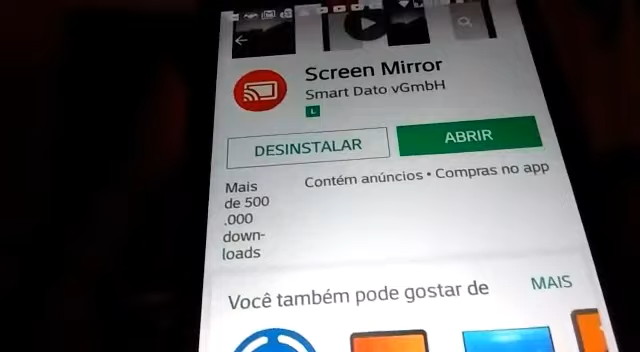 Screen Mirror
Smart Dato vGmbH
L
DESINSTALAR
ABRIR
Mais
de 500
.000
down-
loads
Contém anúncios • Compras no app
Você também pode gostar de
MAIS